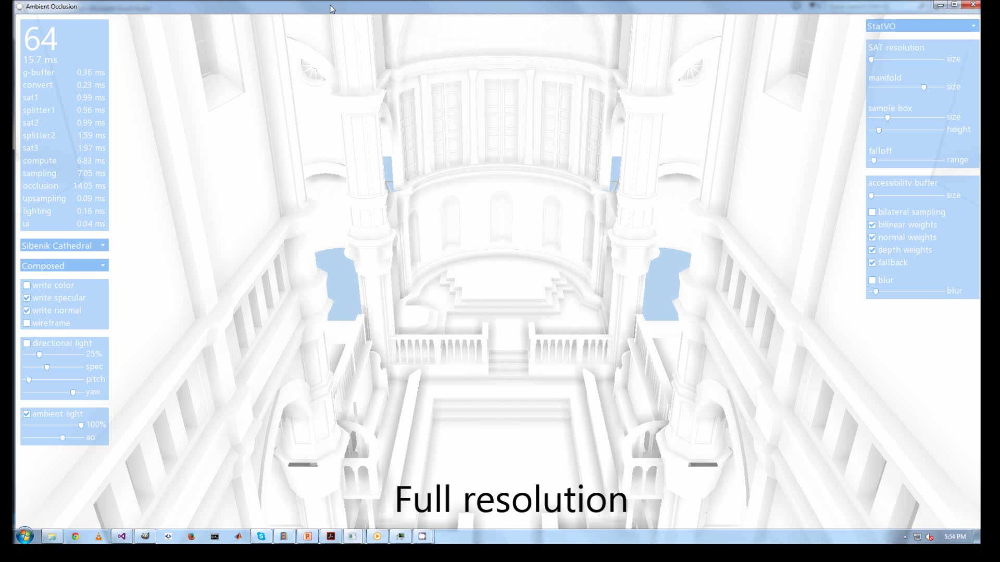 Ambient Occlusion
64
15.7 ms
g-buffer 0.36 ms
convert 0.23 ms
sat1 0.99 ms
splitter1 0.96 ms
sat2 0.99 ms
splitter2 1.59 ms
sat3 1.97 ms
compute 6.83 ms
sampling 7.05 ms
occlusion 14.05 ms
upsampling 0.09 ms
lighting 0.16 ms
ui 0.04 ms
Sibenik Cathedral
Composed
write color
write specular
write normal
wireframe
directional light
25%
spec
pitch
yaw
ambient light
100%
ao
StatVO
SAT resolution
size
manifold
size
sample box
size
height
falloff
range
accessibility buffer
size
bilateral sampling
bilinear weights
normal weights
depth weights
fallback
blur
blur
Full resolution
5:54 PM